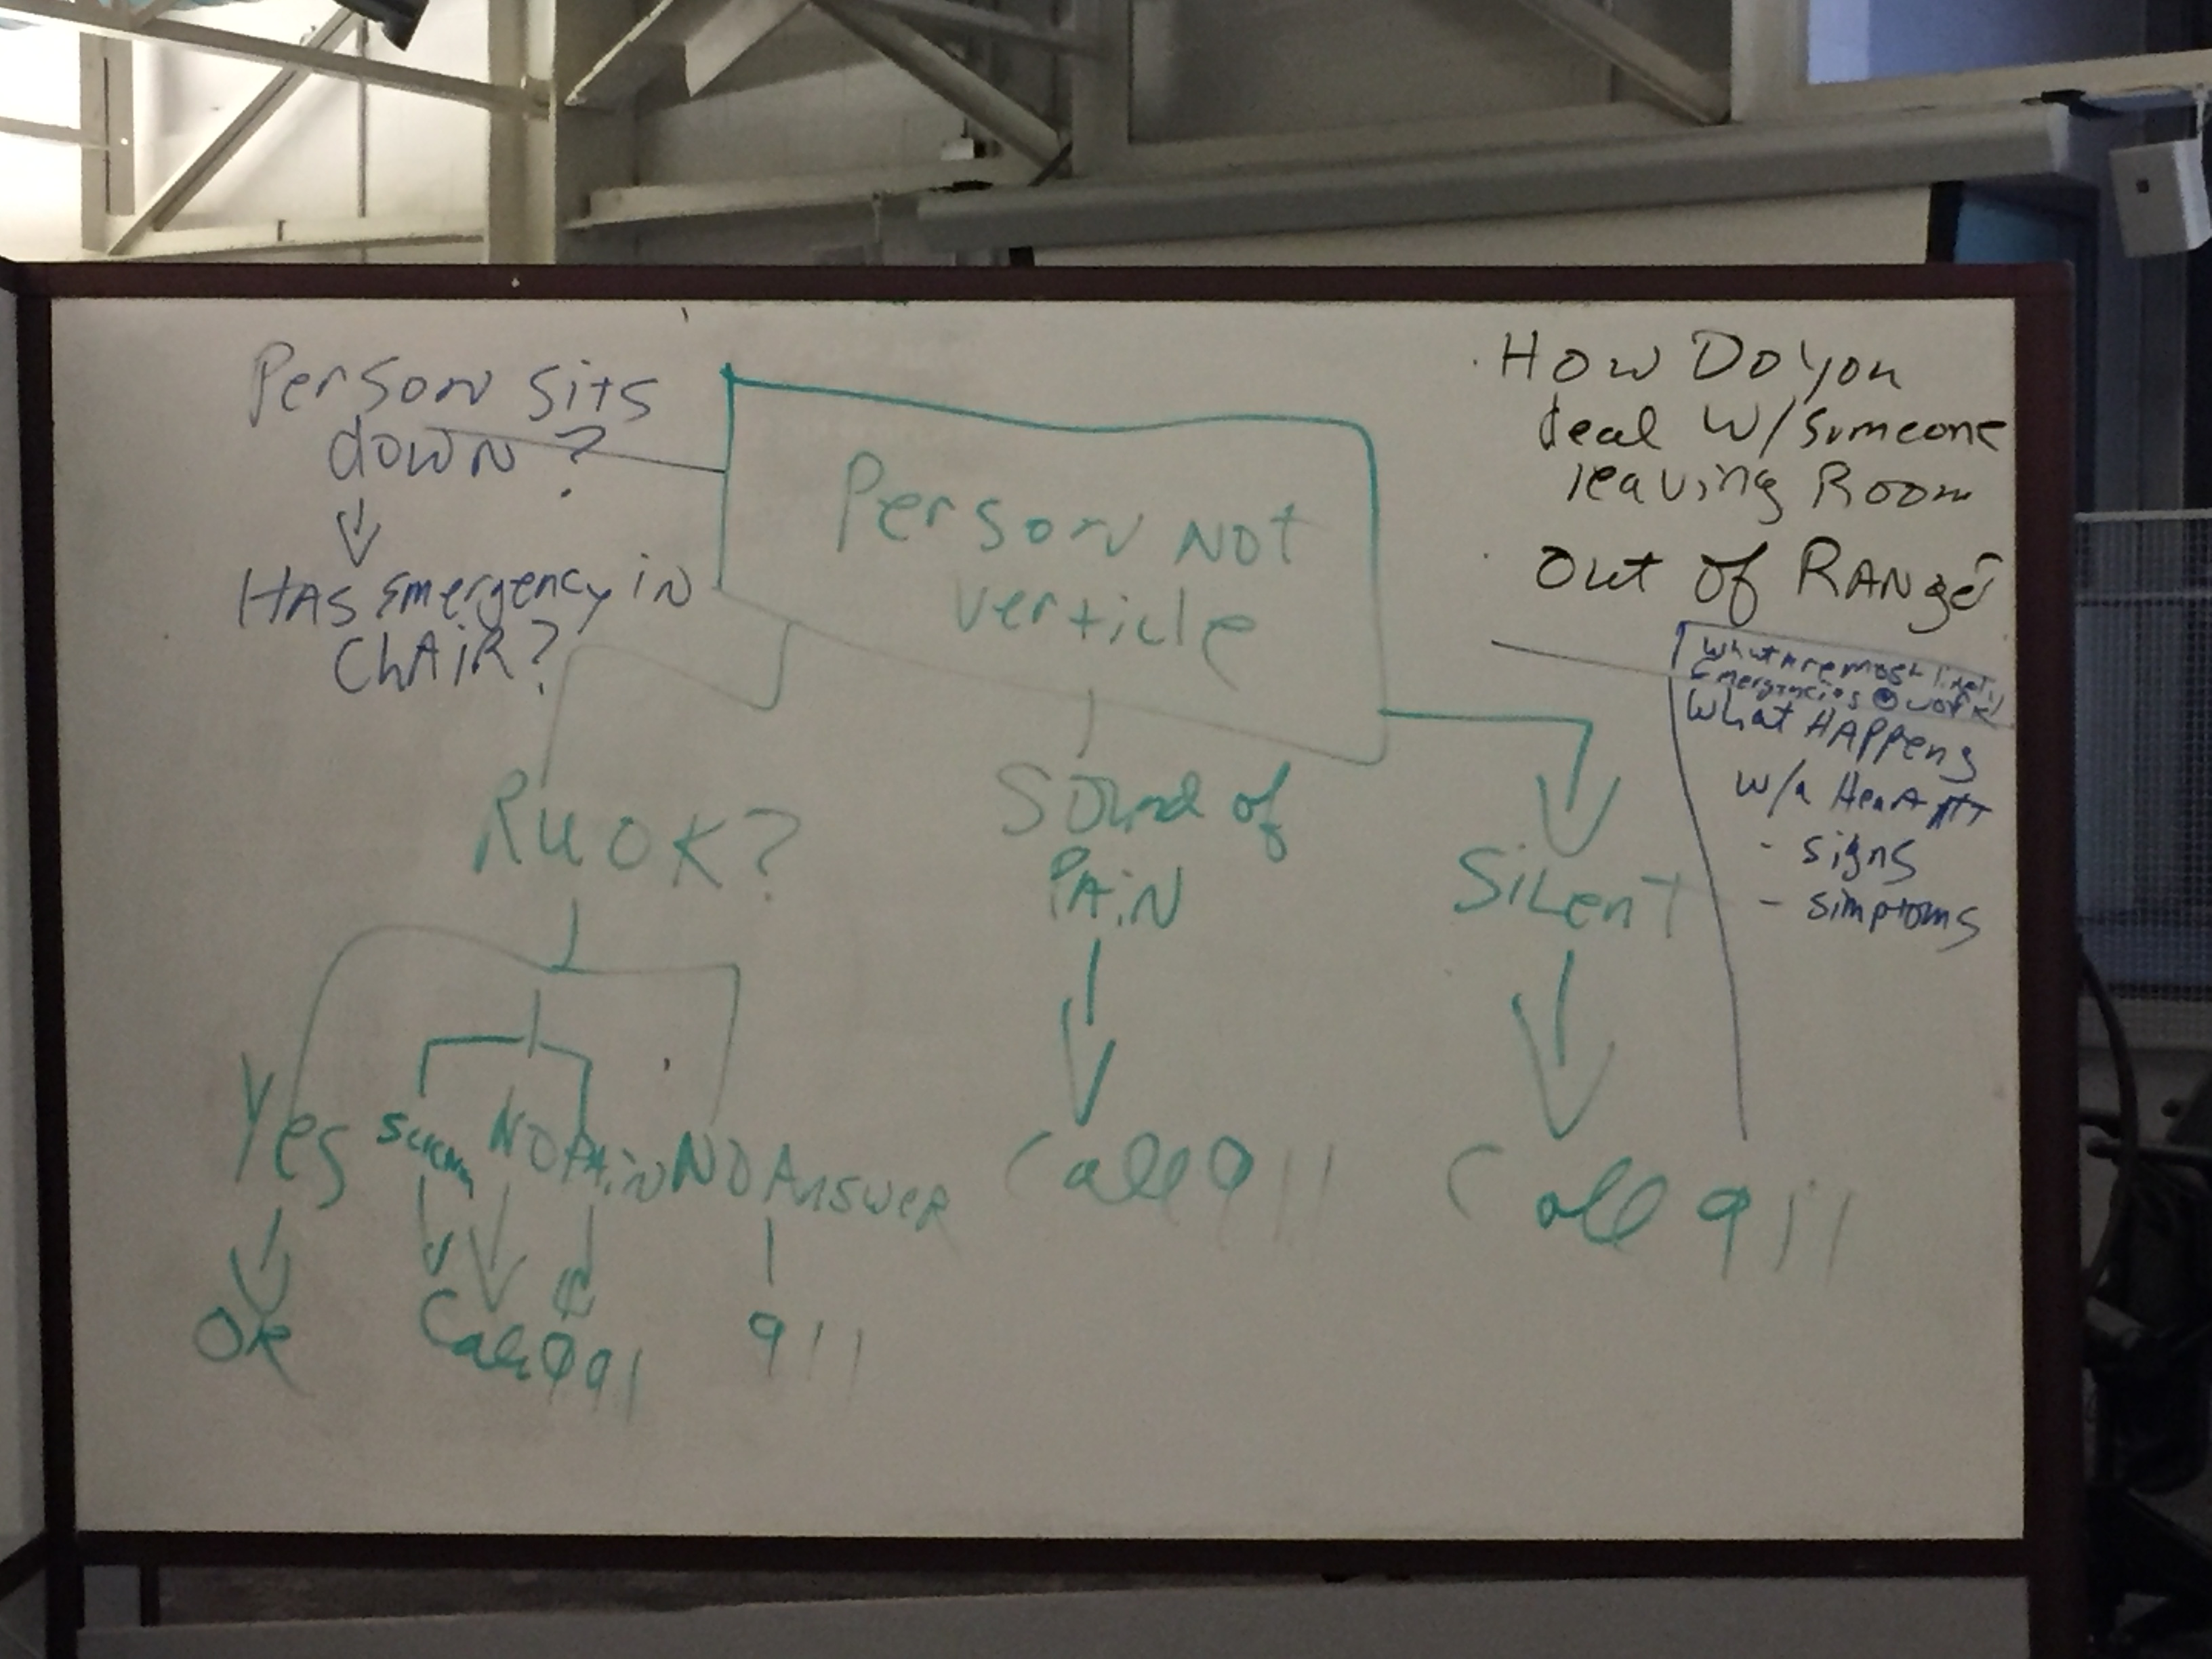 Person sits
down?
Has Emergency in
Chair?
Person Not
verticle
How Do You
deal w/ someone
leaving Room
Out of Range
What are most likely
Emergencies @ work
What Happens
w/a Heart ATT
- signs
- simptoms
R u OK?
Sound of
Pain
Silent
Yes
NO
Pain
No Answer
OK
Call 911
911
Call 911
Call 911